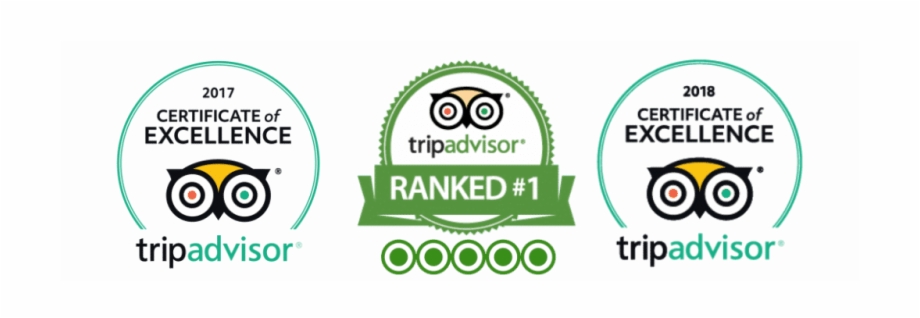 2017
CERTIFICATE of
EXCELLENCE
®
tripadvisor®
®
tripadvisor®
RANKED #1
2018
CERTIFICATE of
EXCELLENCE
®
tripadvisor®